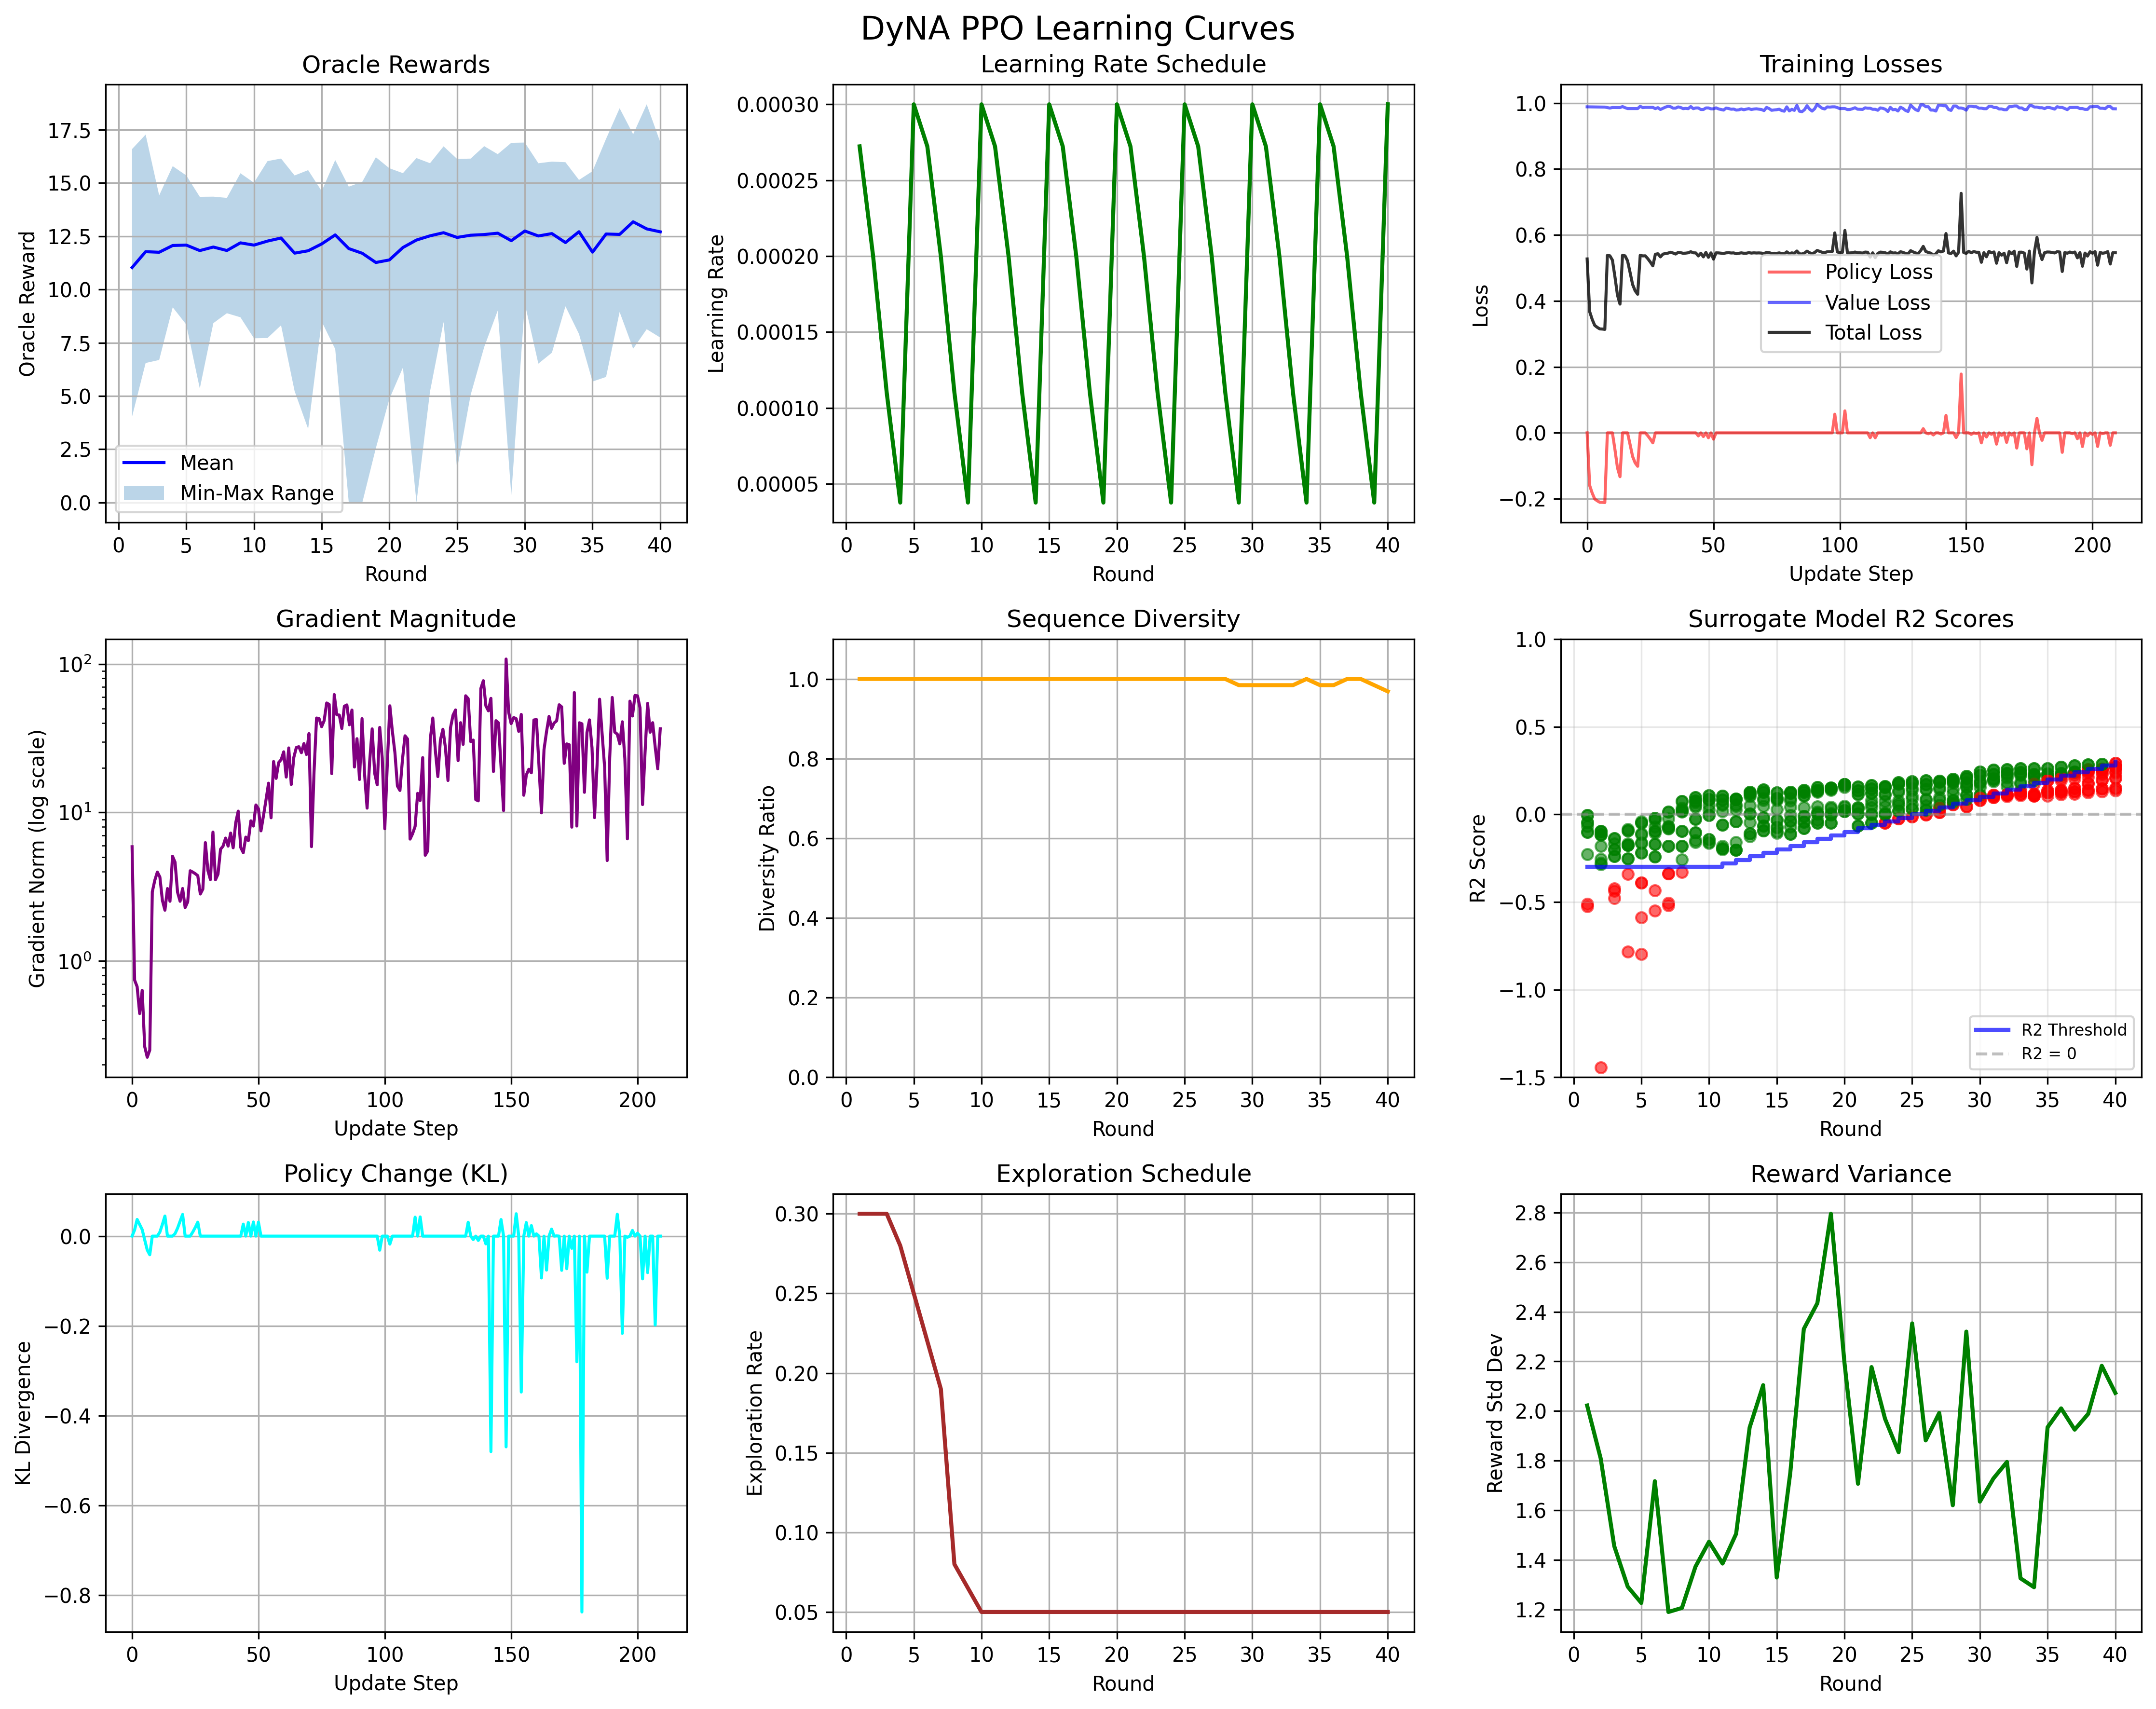 DyNA PPO Learning Curves
Oracle Rewards
Oracle Reward
17.5
15.0
12.5
10.0
7.5
5.0
2.5
0.0
Mean
Min-Max Range
0 5 10 15 20 25 30 35 40
Round
Learning Rate Schedule
Learning Rate
0.00030
0.00025
0.00020
0.00015
0.00010
0.00005
0 5 10 15 20 25 30 35 40
Round
Training Losses
Loss
1.0
0.8
0.6
0.4
0.2
0.0
−0.2
Policy Loss
Value Loss
Total Loss
0 50 100 150 200
Update Step
Gradient Magnitude
Gradient Norm (log scale)
10²
10¹
10⁰
0 50 100 150 200
Update Step
Sequence Diversity
Diversity Ratio
1.0
0.8
0.6
0.4
0.2
0.0
0 5 10 15 20 25 30 35 40
Round
Surrogate Model R2 Scores
R2 Score
1.0
0.5
0.0
−0.5
−1.0
−1.5
R2 Threshold
R2 = 0
0 5 10 15 20 25 30 35 40
Round
Policy Change (KL)
KL Divergence
0.0
−0.2
−0.4
−0.6
−0.8
0 50 100 150 200
Update Step
Exploration Schedule
Exploration Rate
0.30
0.25
0.20
0.15
0.10
0.05
0 5 10 15 20 25 30 35 40
Round
Reward Variance
Reward Std Dev
2.8
2.6
2.4
2.2
2.0
1.8
1.6
1.4
1.2
0 5 10 15 20 25 30 35 40
Round